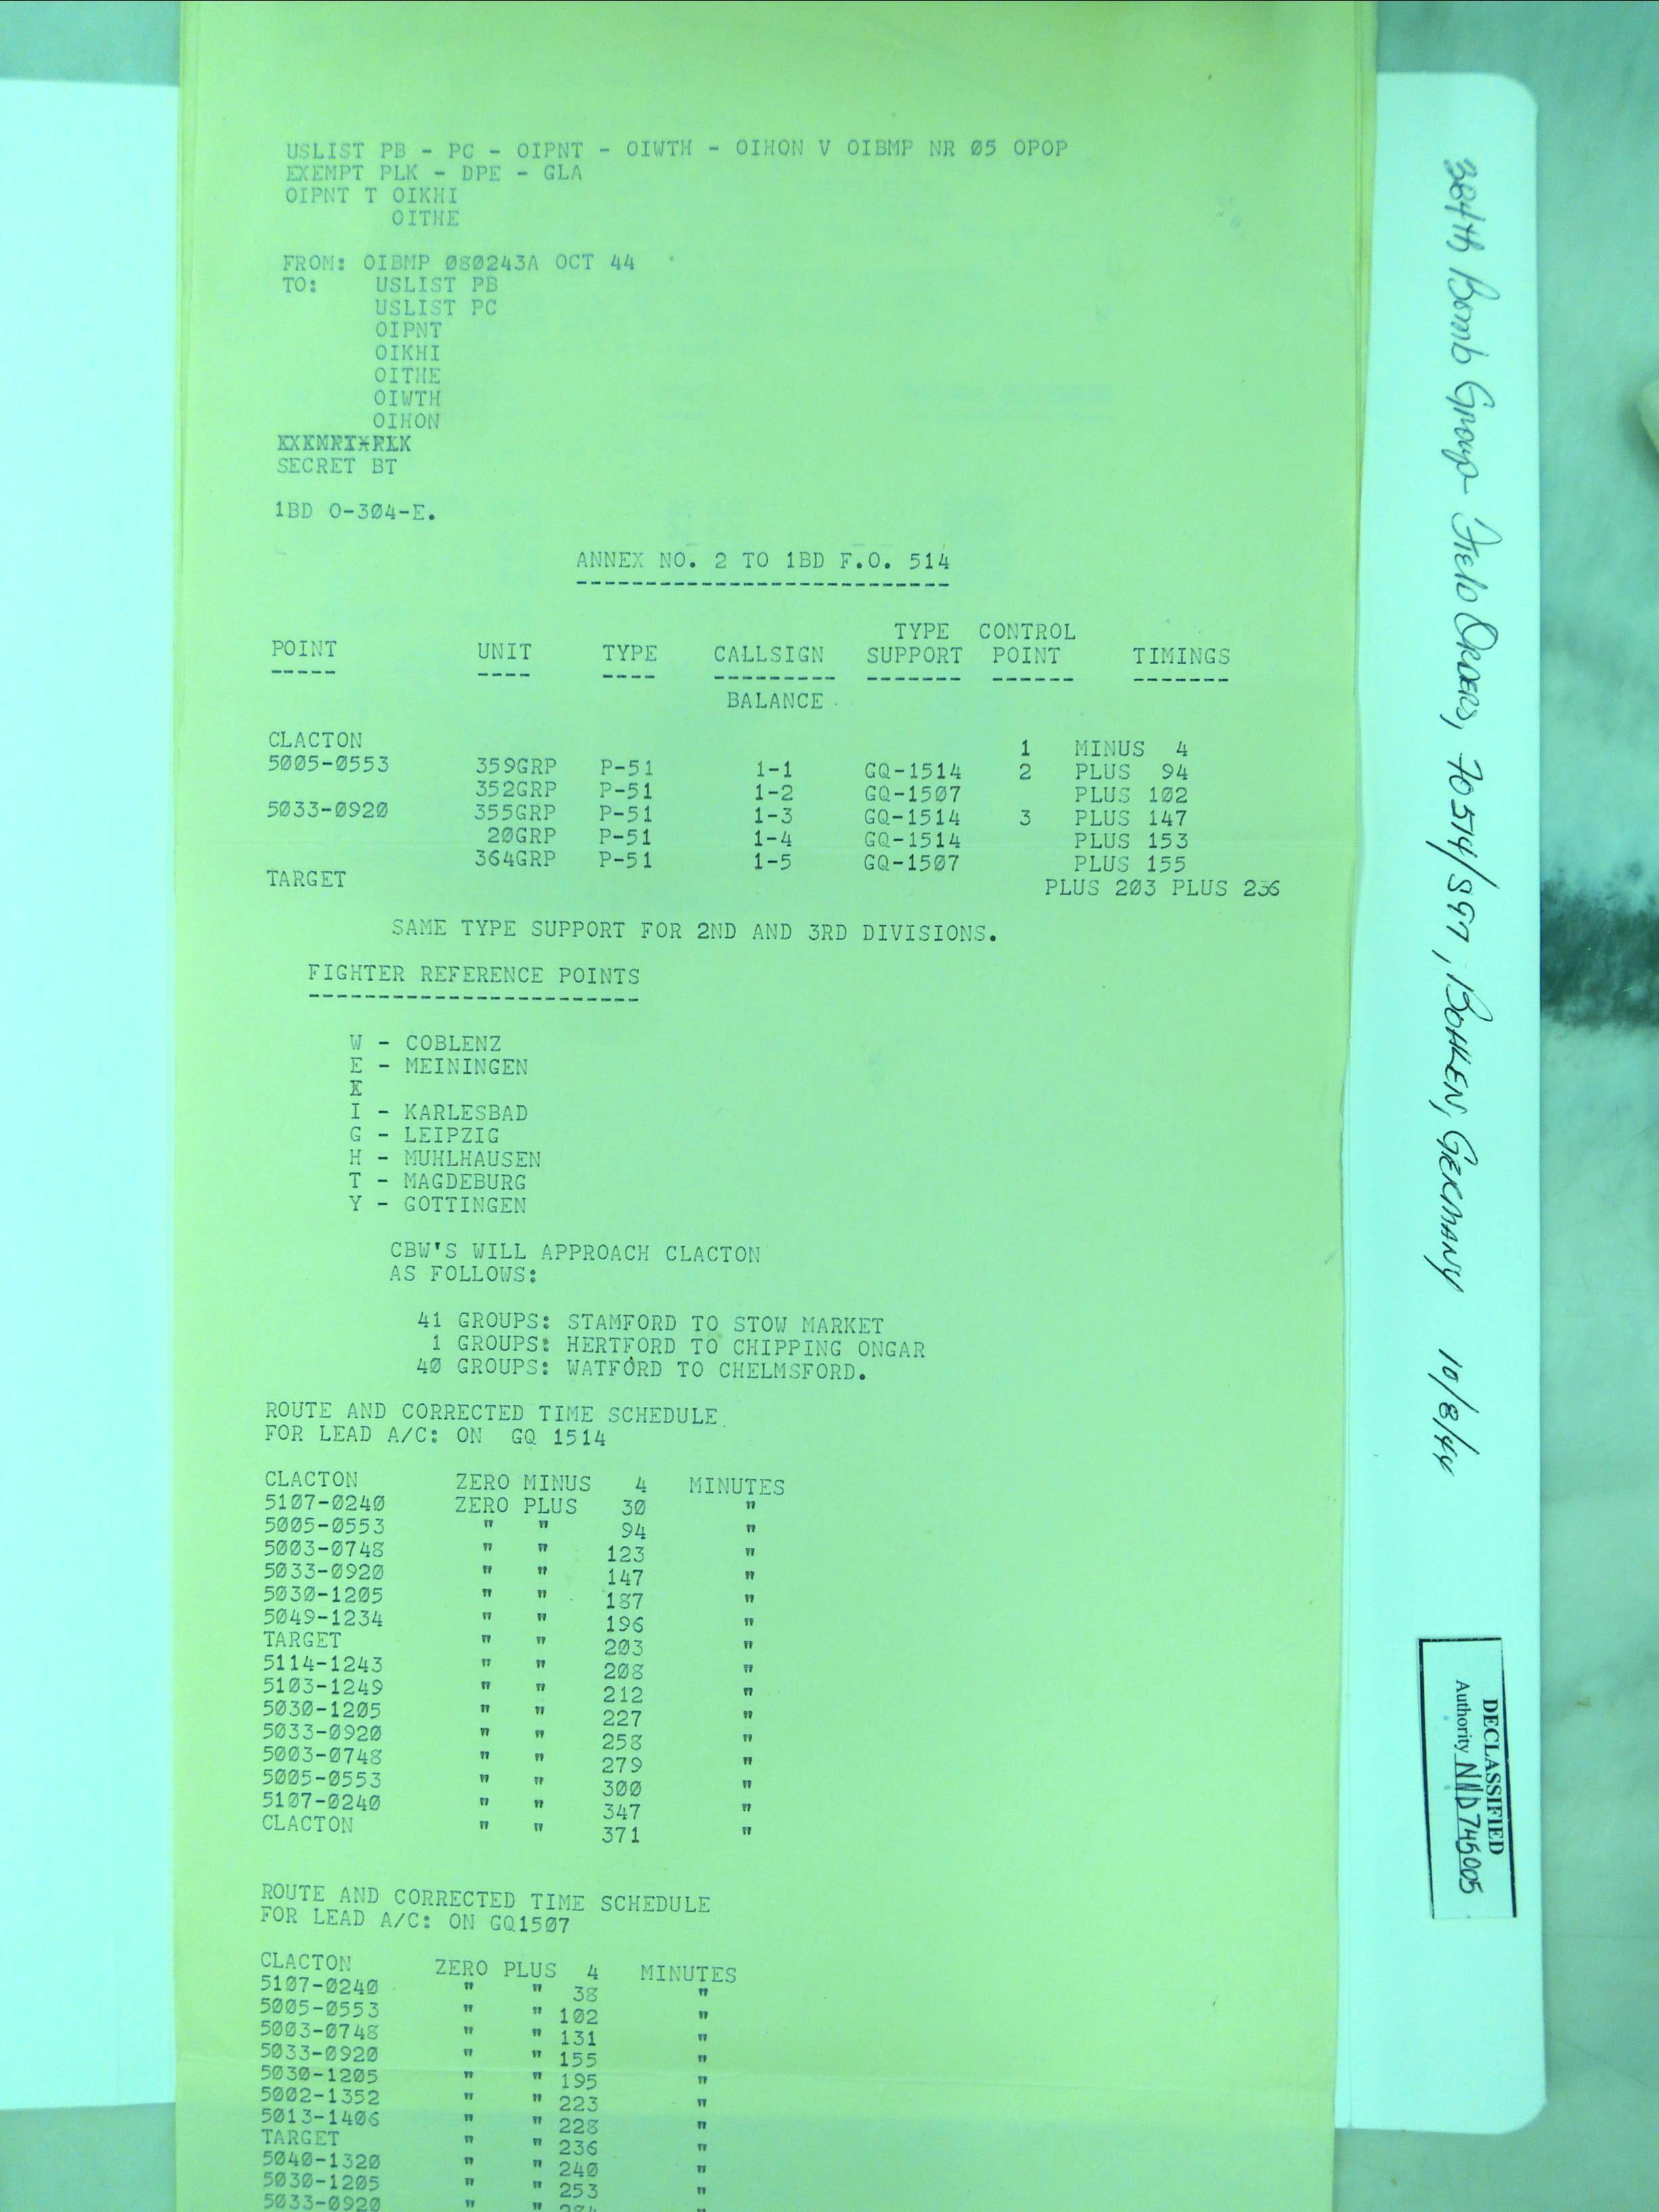 USLIST PB - PC - OIPNT - OIWTH - OIHON V OIBMP NR Ø5 OPOP
EXEMPT PLK - DPE - GLA
OIPNT T OIKHI
OITHE
FROM: OIBMP Ø8Ø243A OCT 44
TO: USLIST PB
USLIST PC
OIPNT
OIKHI
OITHE
OIWTH
OIHON
SECRET BT
1BD O-3Ø4-E.
ANNEX NO. 2 TO 1BD F.O. 514
TYPE CONTROL
POINT UNIT TYPE CALLSIGN SUPPORT POINT TIMINGS
BALANCE
CLACTON 1 MINUS 4
5ØØ5-Ø553 359GRP P-51 1-1 GQ-1514 2 PLUS 94
352GRP P-51 1-2 GQ-15Ø7 PLUS 1Ø2
5Ø33-Ø92Ø 355GRP P-51 1-3 GQ-1514 3 PLUS 147
2ØGRP P-51 1-4 GQ-1514 PLUS 153
364GRP P-51 1-5 GQ-15Ø7 PLUS 155
TARGET PLUS 2Ø3 PLUS 236
SAME TYPE SUPPORT FOR 2ND AND 3RD DIVISIONS.
FIGHTER REFERENCE POINTS
W - COBLENZ
E - MEININGEN
I - KARLESBAD
G - LEIPZIG
H - MUHLHAUSEN
T - MAGDEBURG
Y - GOTTINGEN
CBW'S WILL APPROACH CLACTON
AS FOLLOWS:
41 GROUPS: STAMFORD TO STOW MARKET
1 GROUPS: HERTFORD TO CHIPPING ONGAR
4Ø GROUPS: WATFORD TO CHELMSFORD.
ROUTE AND CORRECTED TIME SCHEDULE
FOR LEAD A/C: ON GQ 1514
CLACTON ZERO MINUS 4 MINUTES
51Ø7-Ø24Ø ZERO PLUS 3Ø "
5ØØ5-Ø553 " " 94 "
5ØØ3-Ø748 " " 123 "
5Ø33-Ø92Ø " " 147 "
5Ø3Ø-12Ø5 " " 187 "
5Ø49-1234 " " 196 "
TARGET " " 2Ø3 "
5114-1243 " " 2Ø8 "
51Ø3-1249 " " 212 "
5Ø3Ø-12Ø5 " " 227 "
5Ø33-Ø92Ø " " 258 "
5ØØ3-Ø748 " " 279 "
5ØØ5-Ø553 " " 3ØØ "
51Ø7-Ø24Ø " " 347 "
CLACTON " " 371 "
ROUTE AND CORRECTED TIME SCHEDULE
FOR LEAD A/C: ON GQ15Ø7
CLACTON ZERO PLUS 4 MINUTES
51Ø7-Ø24Ø " " 38 "
5ØØ5-Ø553 " " 1Ø2 "
5ØØ3-Ø748 " " 131 "
5Ø33-Ø92Ø " " 155 "
5Ø3Ø-12Ø5 " " 195 "
5ØØ2-1352 " " 223 "
5Ø13-14Ø6 " " 228 "
TARGET " " 236 "
5Ø4Ø-132Ø " " 24Ø "
5Ø3Ø-12Ø5 " " 253 "
5Ø33-Ø92Ø " "
384th Bomb Group - Field Orders, FO 514/597, BOHLEN, GERMANY 10/8/44
DECLASSIFIED
Authority NND745005